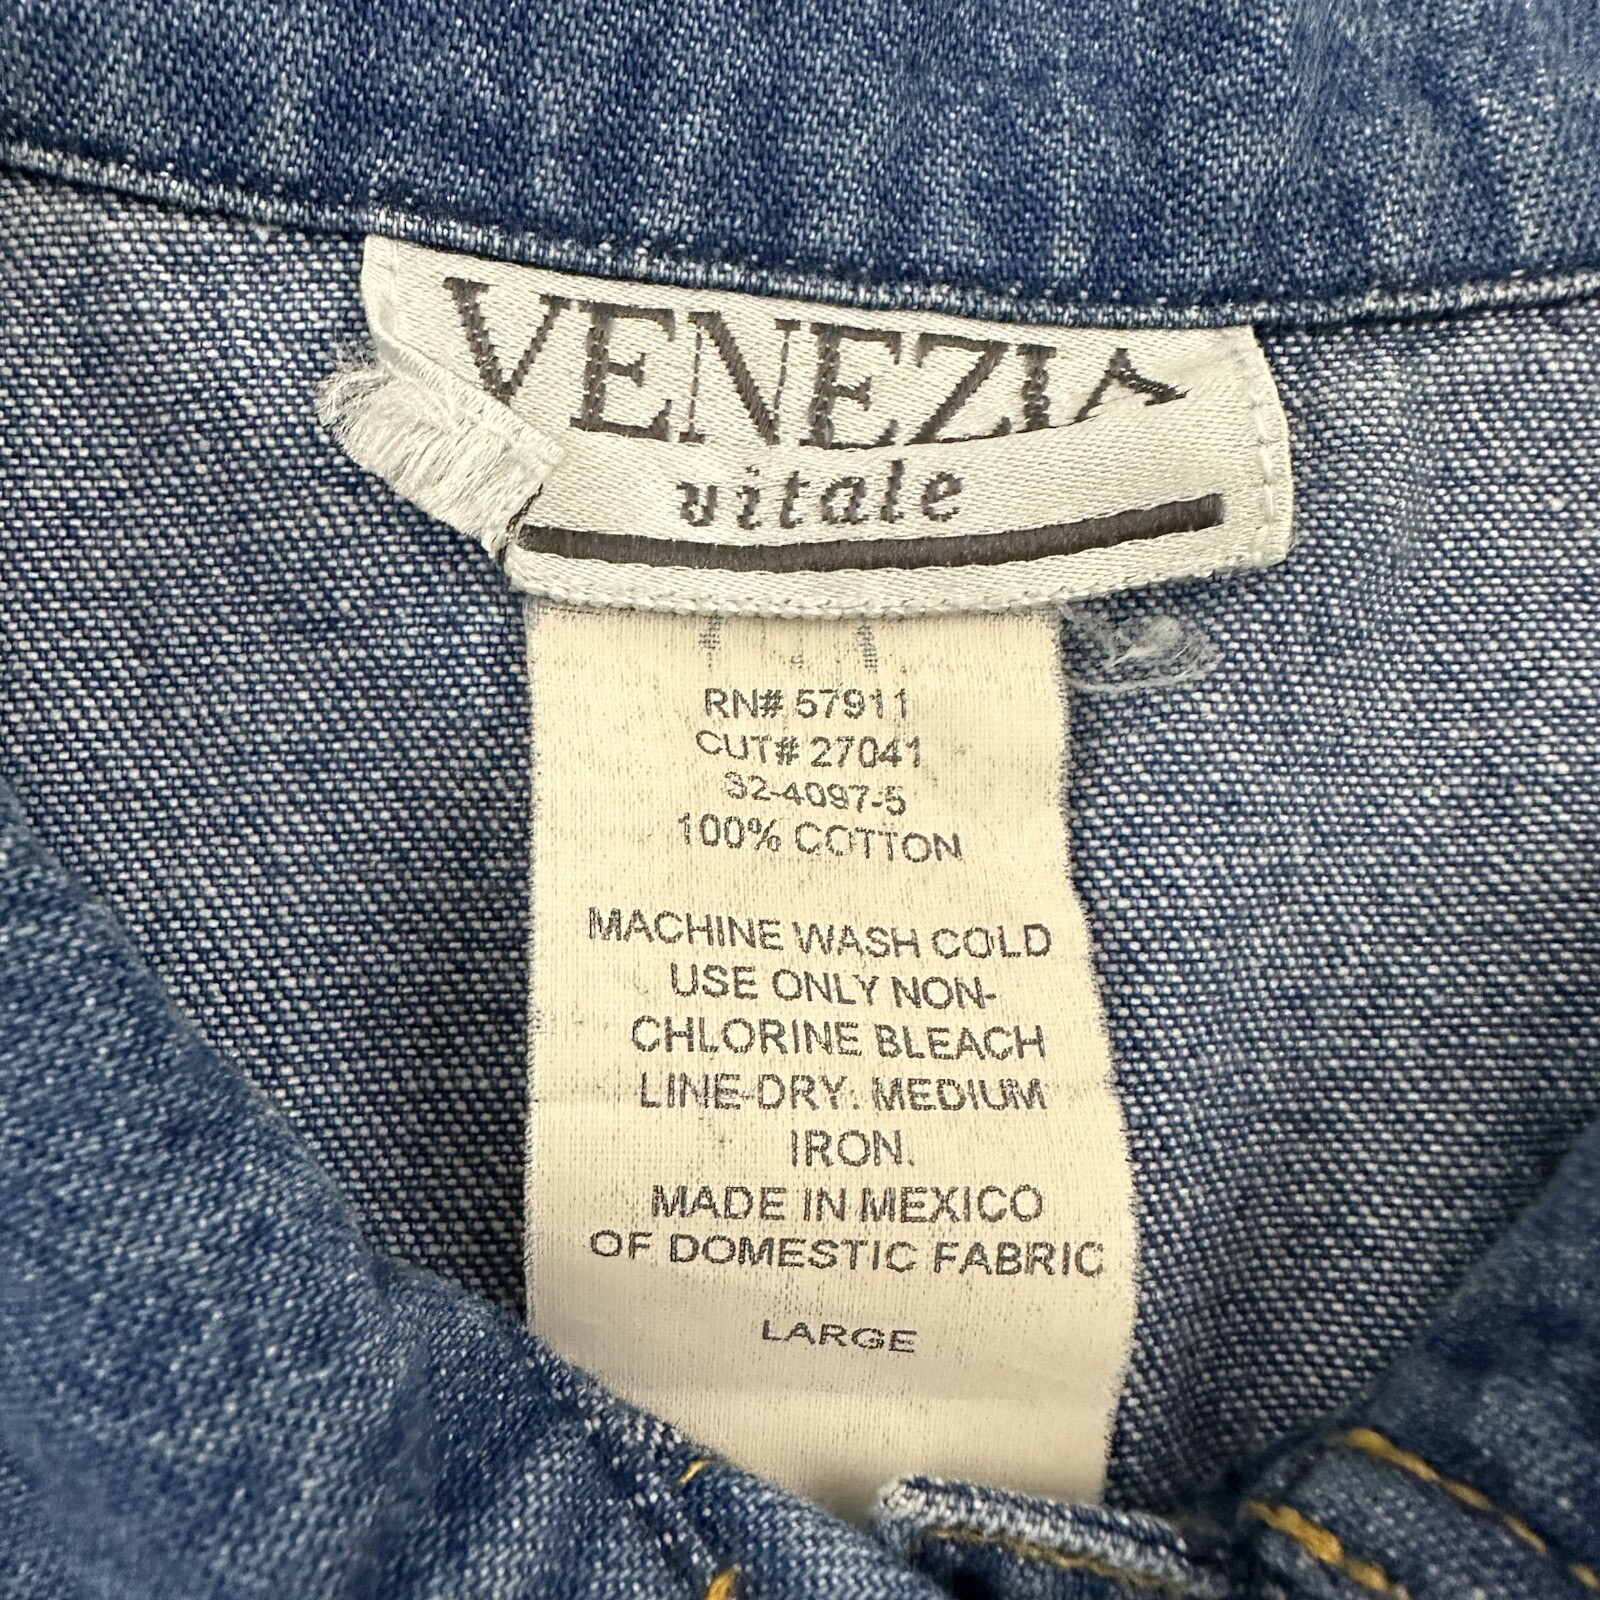 VENEZIA
vitale
RN# 57911
CUT# 27041
32-4097-5
100% COTTON
MACHINE WASH COLD
USE ONLY NON-
CHLORINE BLEACH
LINE-DRY. MEDIUM
IRON.
MADE IN MEXICO
OF DOMESTIC FABRIC
LARGE